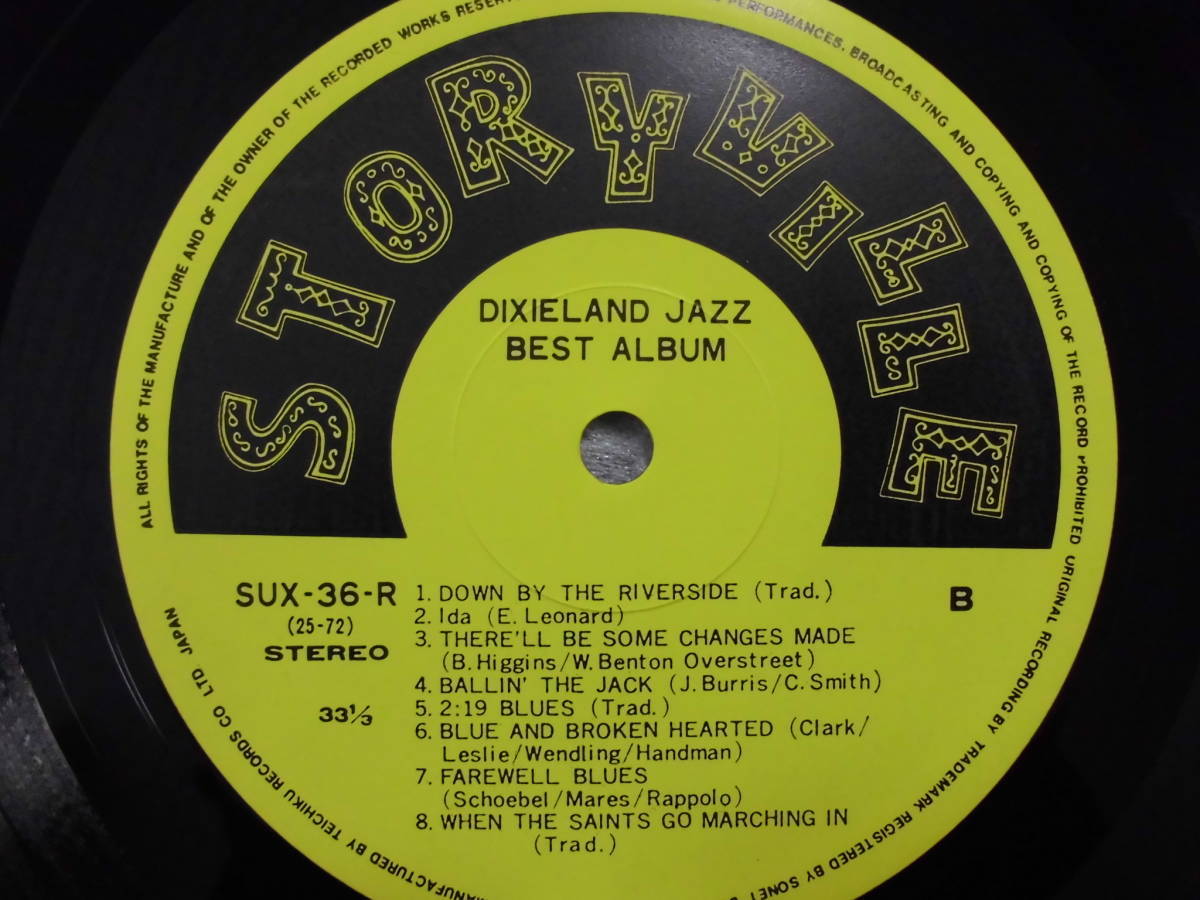 ALL RIGHTS OF THE MANUFACTURE AND OF THE OWNER OF THE RECORDED WORKS RESERV
PERFORMANCES, BROADCASTING AND COPYING AND COPYING OF THE RECORD PROHIBITED ORIGINAL RECORDING BY TRADEMARK REGISTERED BY SONET
MANUFACTURED BY TEICHIKU RECORDS CO LTD. JAPAN
STORYVILLE
DIXIELAND JAZZ
BEST ALBUM
SUX-36-R
(25-72)
STEREO
33⅓
B
1. DOWN BY THE RIVERSIDE (Trad.)
2. Ida (E. Leonard)
3. THERE'LL BE SOME CHANGES MADE
(B. Higgins/W. Benton Overstreet)
4. BALLIN' THE JACK (J. Burris/C. Smith)
5. 2:19 BLUES (Trad.)
6. BLUE AND BROKEN HEARTED (Clark/
Leslie/Wendling/Handman)
7. FAREWELL BLUES
(Schoebel/Mares/Rappolo)
8. WHEN THE SAINTS GO MARCHING IN
(Trad.)